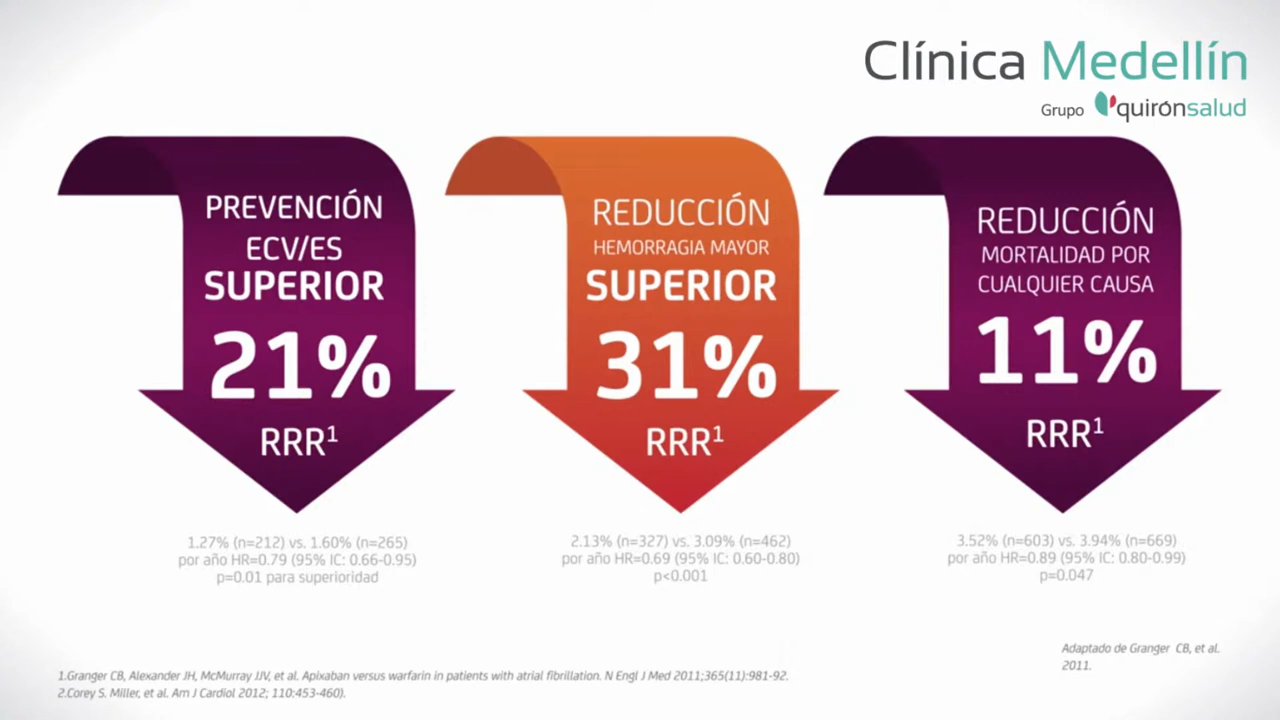 Clínica Medellín
Grupo quirónsalud
PREVENCIÓN
ECV/ES
SUPERIOR
21%
RRR¹
1.27% (n=212) vs. 1.60% (n=265)
por año HR=0.79 (95% IC: 0.66-0.95)
p=0.01 para superioridad
REDUCCIÓN
HEMORRAGIA MAYOR
SUPERIOR
31%
RRR¹
2.13% (n=327) vs. 3.09% (n=462)
por año HR=0.69 (95% IC: 0.60-0.80)
p<0.001
REDUCCIÓN
MORTALIDAD POR
CUALQUIER CAUSA
11%
RRR¹
3.52% (n=603) vs. 3.94% (n=669)
por año HR=0.89 (95% IC: 0.80-0.99)
p=0.047
Adaptado de Granger CB, et al.
2011.
1.Granger CB, Alexander JH, McMurray JJV, et al. Apixaban versus warfarin in patients with atrial fibrillation. N Engl J Med 2011;365(11):981-92.
2.Corey S. Miller, et al. Am J Cardiol 2012; 110:453-460).